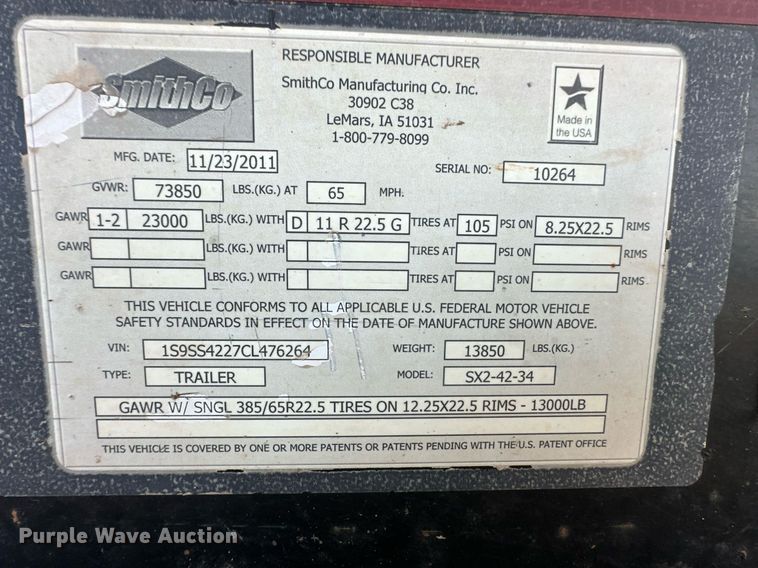 SmithCo
RESPONSIBLE MANUFACTURER
SmithCo Manufacturing Co. Inc.
30902 C38
LeMars, IA 51031
1-800-779-8099
Made in
the USA
MFG. DATE: 11/23/2011
SERIAL NO: 10264
GVWR: 73850 LBS.(KG.) AT 65 MPH.
GAWR 1-2 23000 LBS.(KG.) WITH D 11 R 22.5 G TIRES AT 105 PSI ON 8.25X22.5 RIMS
GAWR LBS.(KG.) WITH TIRES AT PSI ON RIMS
GAWR LBS.(KG.) WITH TIRES AT PSI ON RIMS
THIS VEHICLE CONFORMS TO ALL APPLICABLE U.S. FEDERAL MOTOR VEHICLE
SAFETY STANDARDS IN EFFECT ON THE DATE OF MANUFACTURE SHOWN ABOVE.
VIN: 1S9SS4227CL476264 WEIGHT: 13850 LBS.(KG.)
TYPE: TRAILER MODEL: SX2-42-34
GAWR W/ SNGL 385/65R22.5 TIRES ON 12.25X22.5 RIMS - 13000LB
THIS VEHICLE IS COVERED BY ONE OR MORE PATENTS OR PATENTS PENDING WITH THE U.S. PATENT OFFICE
Purple Wave Auction